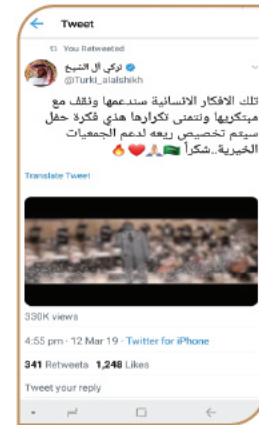 Tweet
You Retweeted
تركي آل الشيخ
@Turki_alalshikh
تلك الافكار الانسانية سندعمها ونقف مع
مبتكريها ونتمنى تكرارها هذي فكرة حفل
سيتم تخصيص ريعه لدعم الجمعيات
الخيرية..شكراً 🇸🇦🙏🏻❤️🔥
Translate Tweet
330K views
4:55 pm · 12 Mar 19 · Twitter for iPhone
341 Retweets 1,248 Likes
Tweet your reply